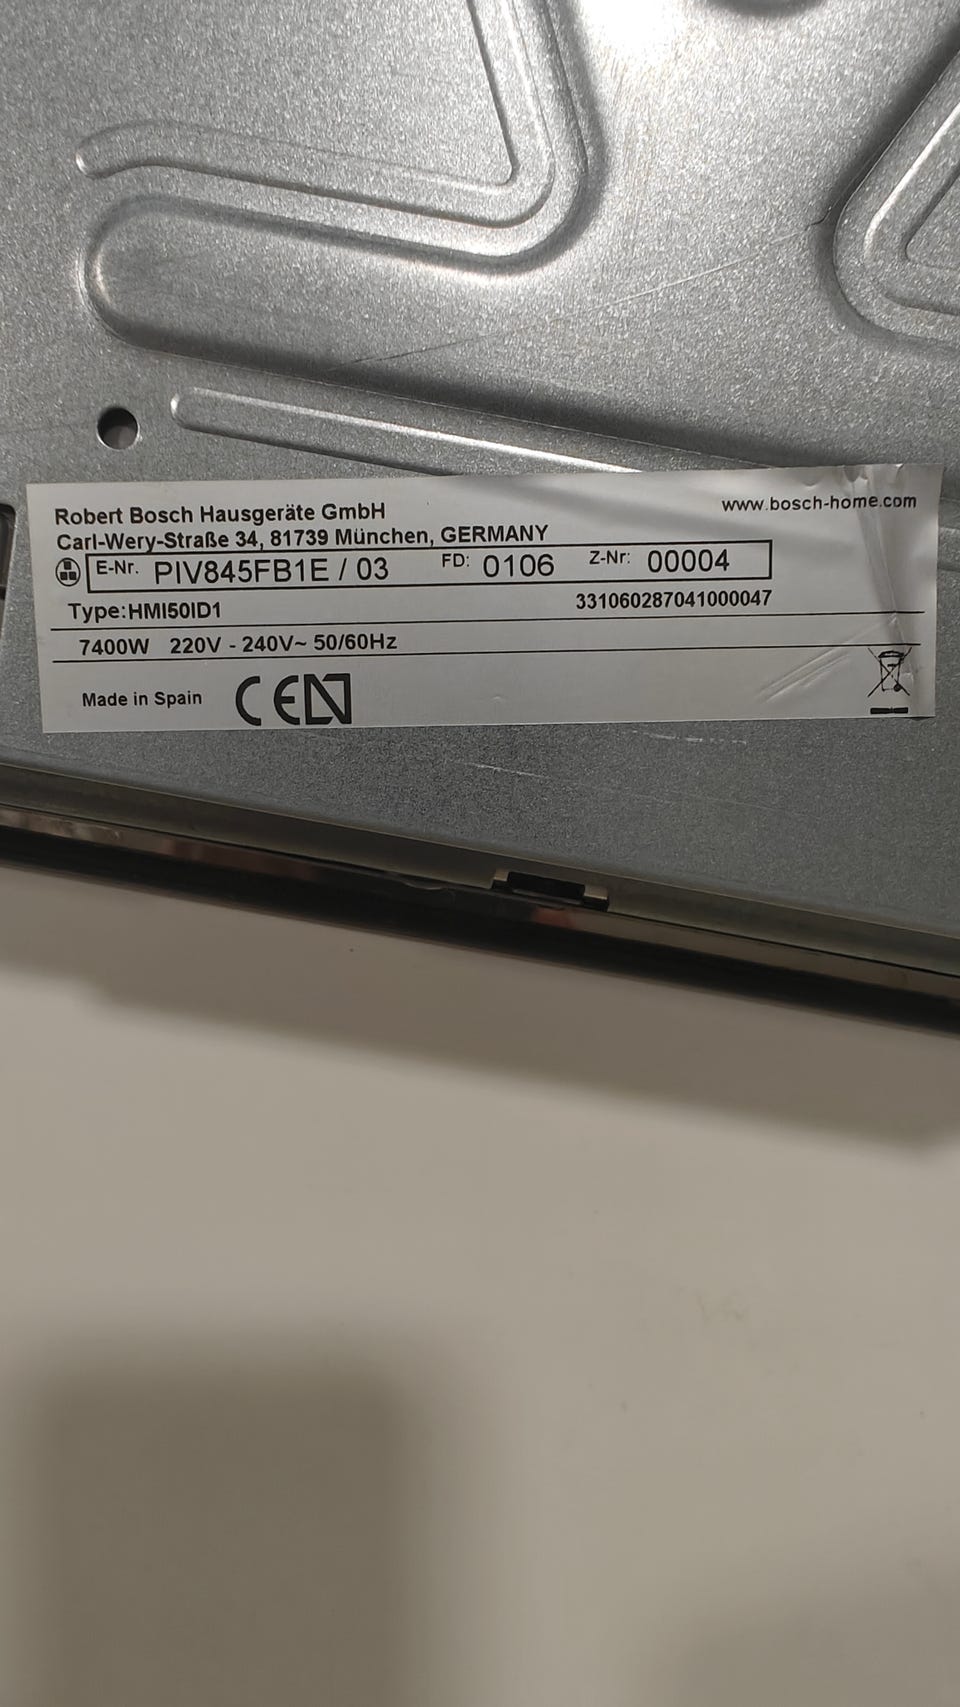 Robert Bosch Hausgeräte GmbH
www.bosch-home.com
Carl-Wery-Straße 34, 81739 München, GERMANY
E-Nr. PIV845FB1E / 03 FD: 0106 Z-Nr: 00004
Type:HMI50ID1
331060287041000047
7400W 220V - 240V~ 50/60Hz
Made in Spain CE